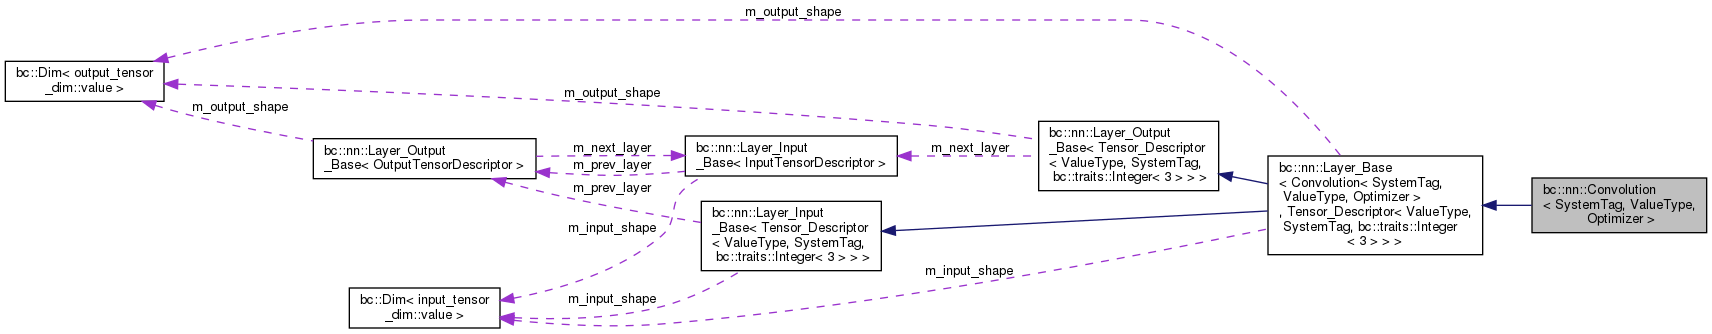 m_output_shape
bc::Dim< output_tensor
_dim::value >
m_output_shape
m_output_shape
bc::nn::Layer_Output
_Base< OutputTensorDescriptor >
m_next_layer
m_prev_layer
m_prev_layer
bc::nn::Layer_Input
_Base< InputTensorDescriptor >
m_next_layer
bc::nn::Layer_Output
_Base< Tensor_Descriptor
< ValueType, SystemTag,
bc::traits::Integer< 3 > > >
bc::nn::Layer_Base
< Convolution< SystemTag,
ValueType, Optimizer >
, Tensor_Descriptor< ValueType,
SystemTag, bc::traits::Integer
< 3 > > >
bc::nn::Convolution
< SystemTag, ValueType,
Optimizer >
m_input_shape
bc::nn::Layer_Input
_Base< Tensor_Descriptor
< ValueType, SystemTag,
bc::traits::Integer< 3 > > >
m_input_shape
m_input_shape
bc::Dim< input_tensor
_dim::value >